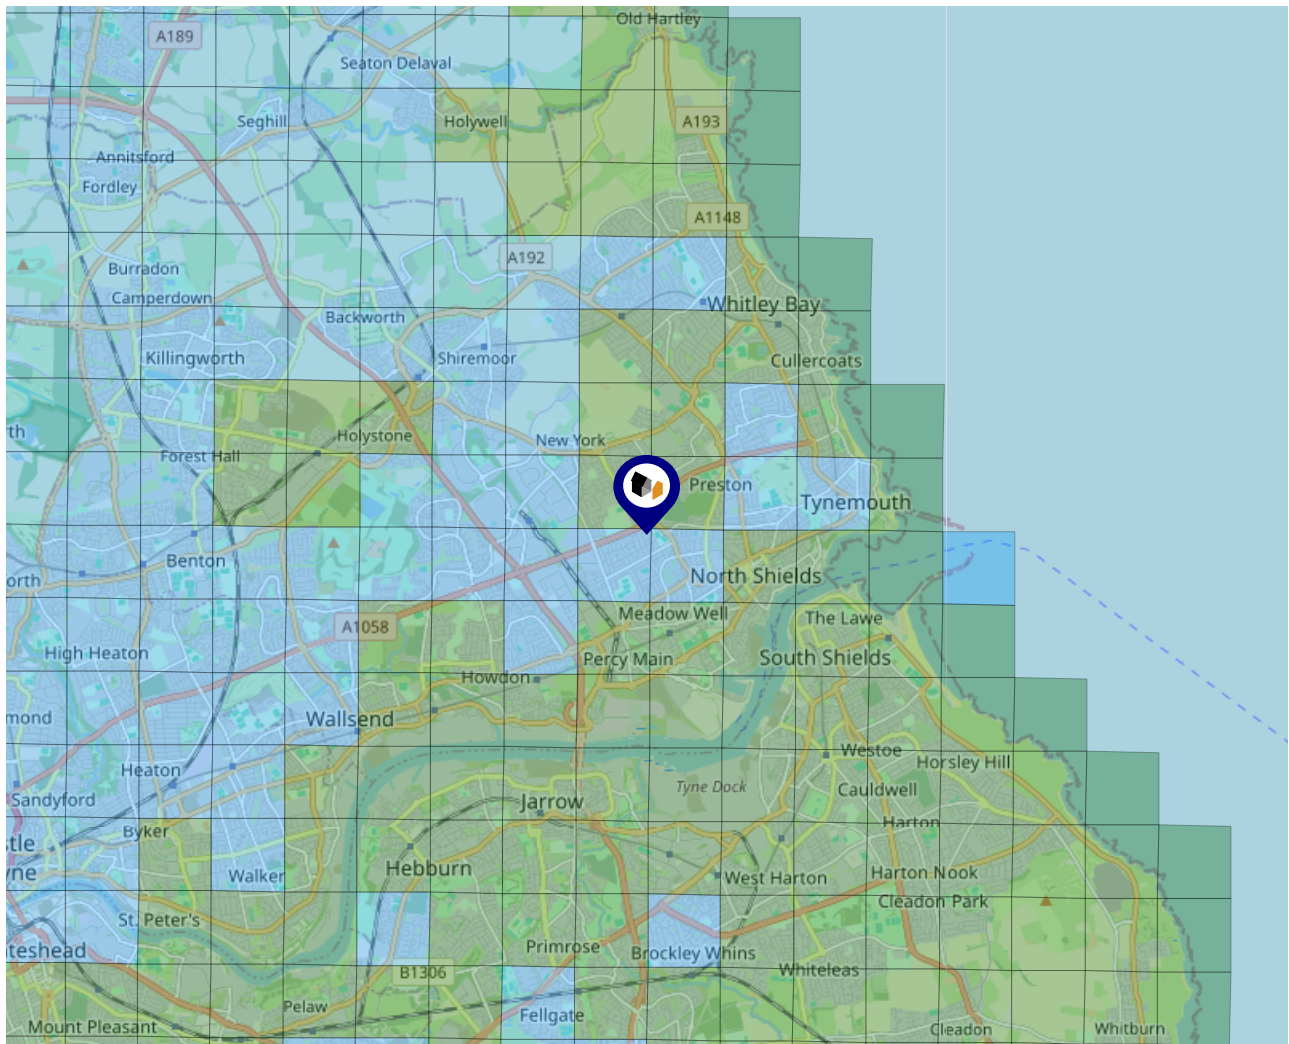 Old Hartley
A189
Seaton Delaval
Seghill
Holywell
A193
Annitsford
Fordley
A1148
A192
Burradon
Camperdown
Backworth
Whitley Bay
Killingworth
Shiremoor
Cullercoats
th
Holystone
New York
Forest Hall
Preston
Tynemouth
Benton
orth
North Shields
A1058
Meadow Well
The Lawe
High Heaton
Percy Main
South Shields
Howdon
mond
Wallsend
Westoe
Horsley Hill
Heaton
Sandyford
Jarrow
Tyne Dock
Cauldwell
Harton
Byker
stle
yne
Walker
Hebburn
West Harton
Harton Nook
Cleadon Park
St. Peter's
teshead
Primrose
Brockley Whins
B1306
Whiteleas
Pelaw
Fellgate
Mount Pleasant
Cleadon
Whitburn